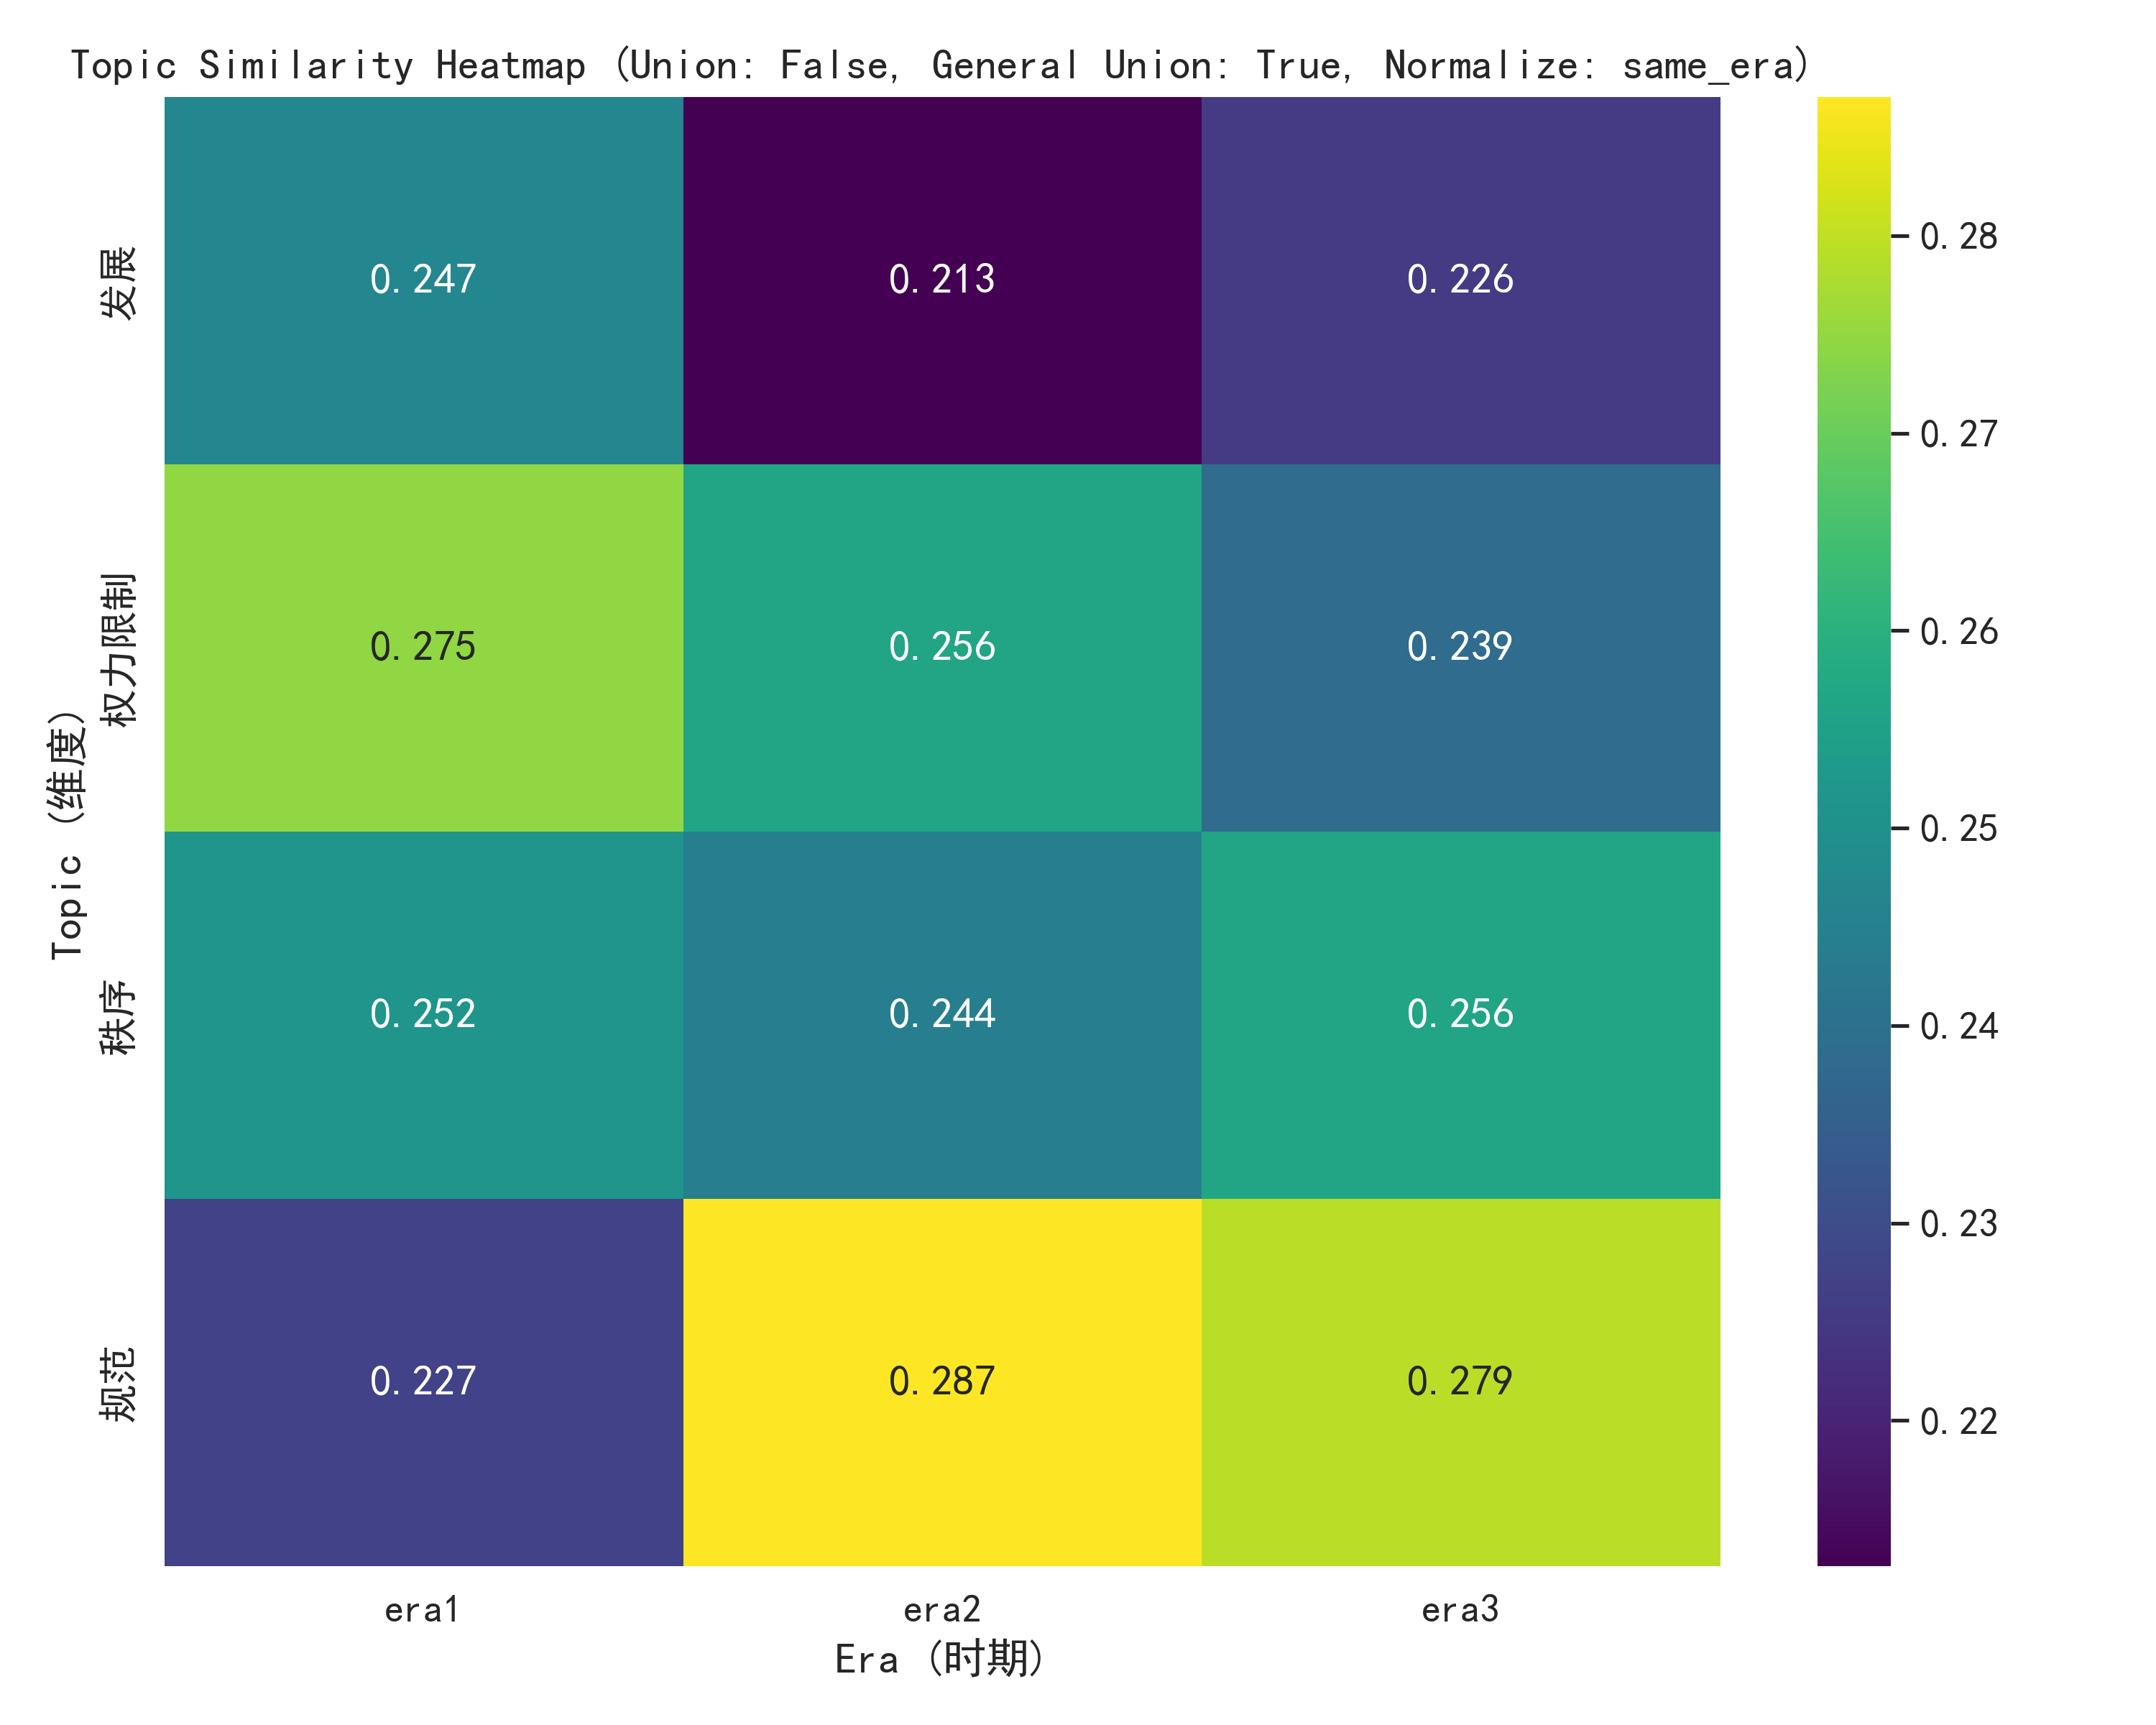 Topic Similarity Heatmap (Union: False, General Union: True, Normalize: same_era)
Topic (维度)
发展
0.247 0.213 0.226
权力限制
0.275 0.256 0.239
秩序
0.252 0.244 0.256
规范
0.227 0.287 0.279
era1 era2 era3
Era (时期)
0.28
0.27
0.26
0.25
0.24
0.23
0.22